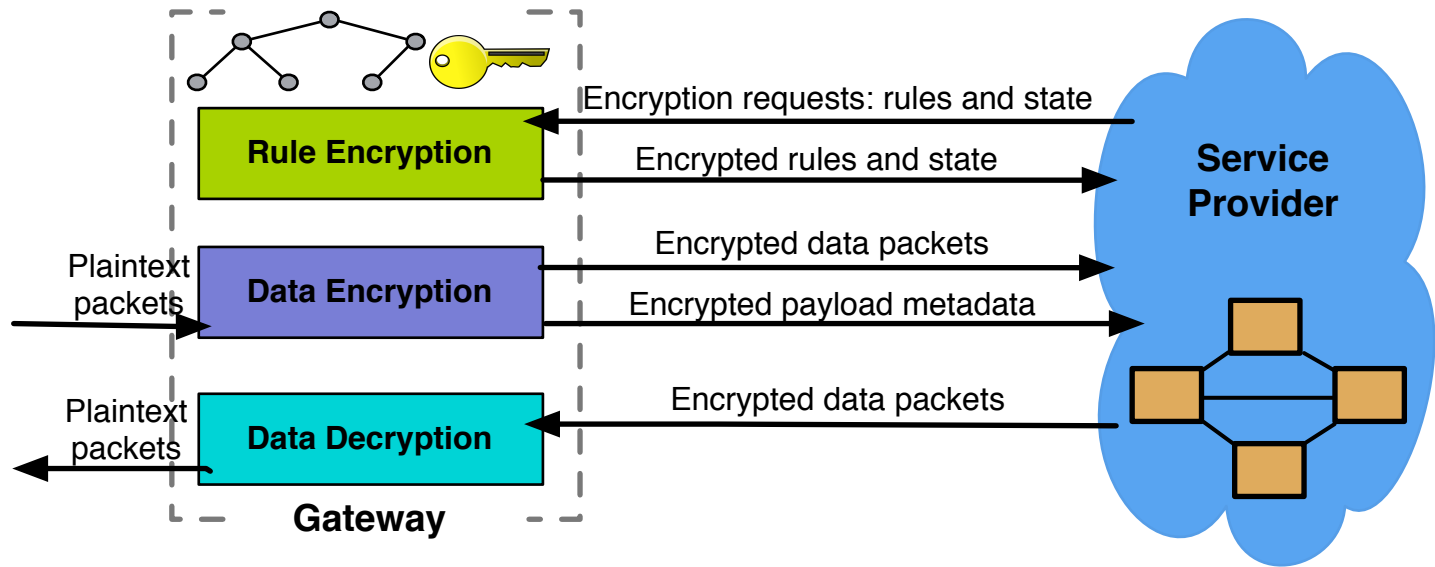 Encryption requests: rules and state
Rule Encryption
Encrypted rules and state
Service
Provider
Plaintext
packets
Data Encryption
Encrypted data packets
Encrypted payload metadata
Plaintext
packets
Data Decryption
Encrypted data packets
Gateway